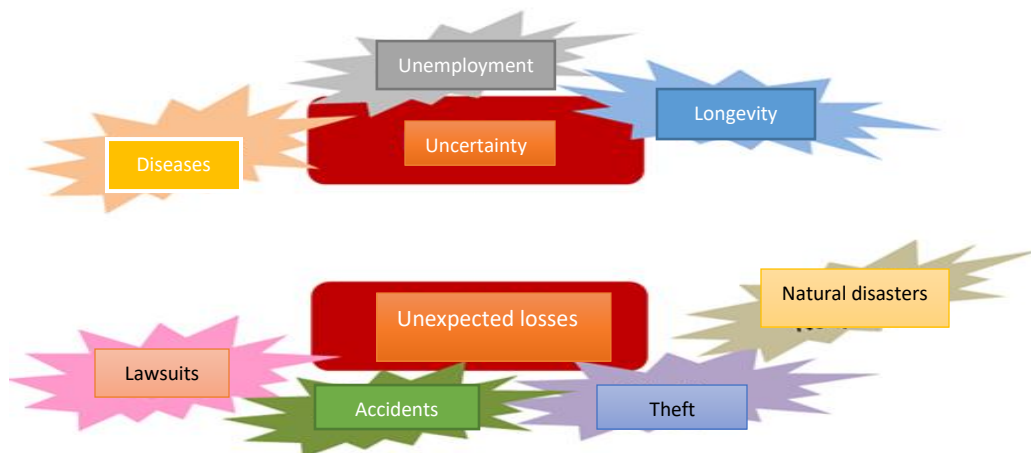 Unemployment
Longevity
Uncertainty
Diseases
Natural disasters
Unexpected losses
Lawsuits
Accidents
Theft